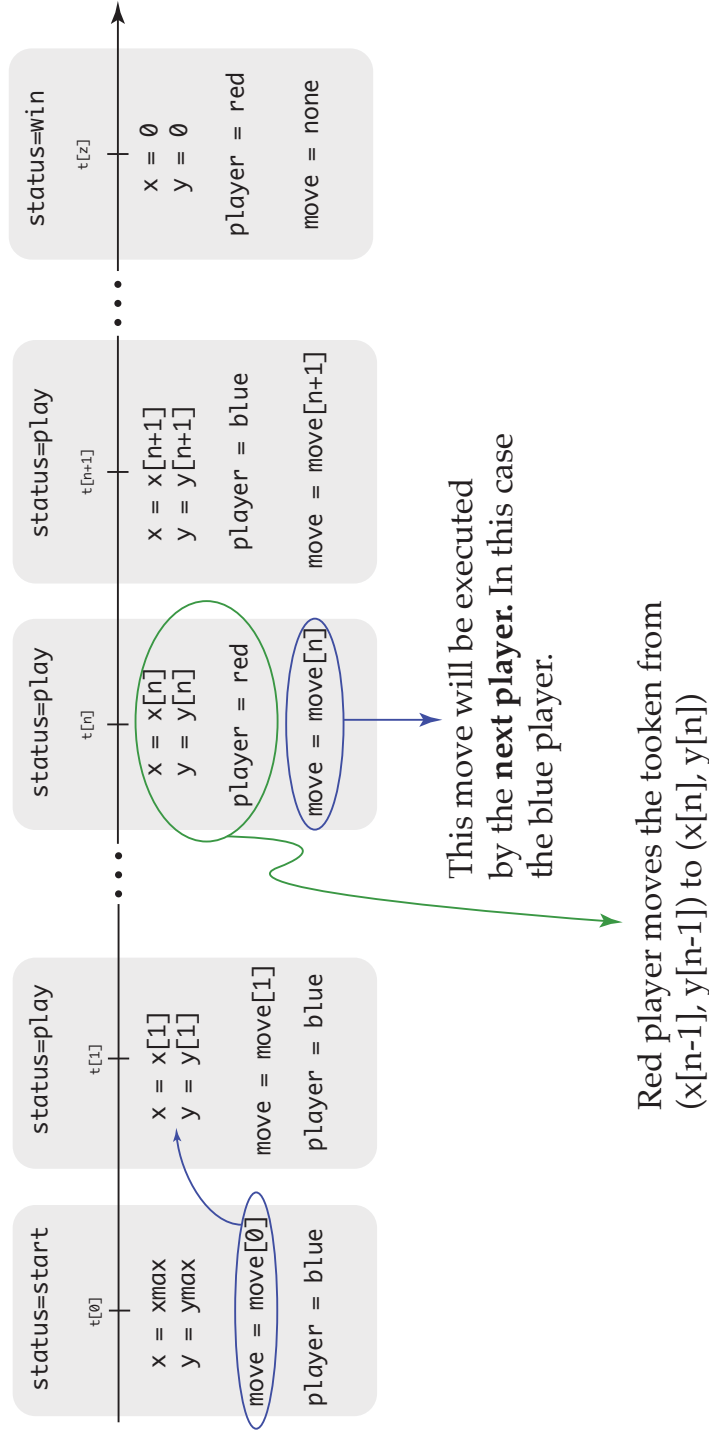 status=start
t[0]
x = xmax
y = ymax
move = move[0]
player = blue
status=play
t[1]
x = x[1]
y = y[1]
move = move[1]
player = blue
status=play
t[n]
x = x[n]
y = y[n]
player = red
move = move[n]
status=play
t[n+1]
x = x[n+1]
y = y[n+1]
player = blue
move = move[n+1]
status=win
t[z]
x = 0
y = 0
player = red
move = none
This move will be executed
by the next player. In this case
the blue player.
Red player moves the tooken from
(x[n-1], y[n-1]) to (x[n], y[n])